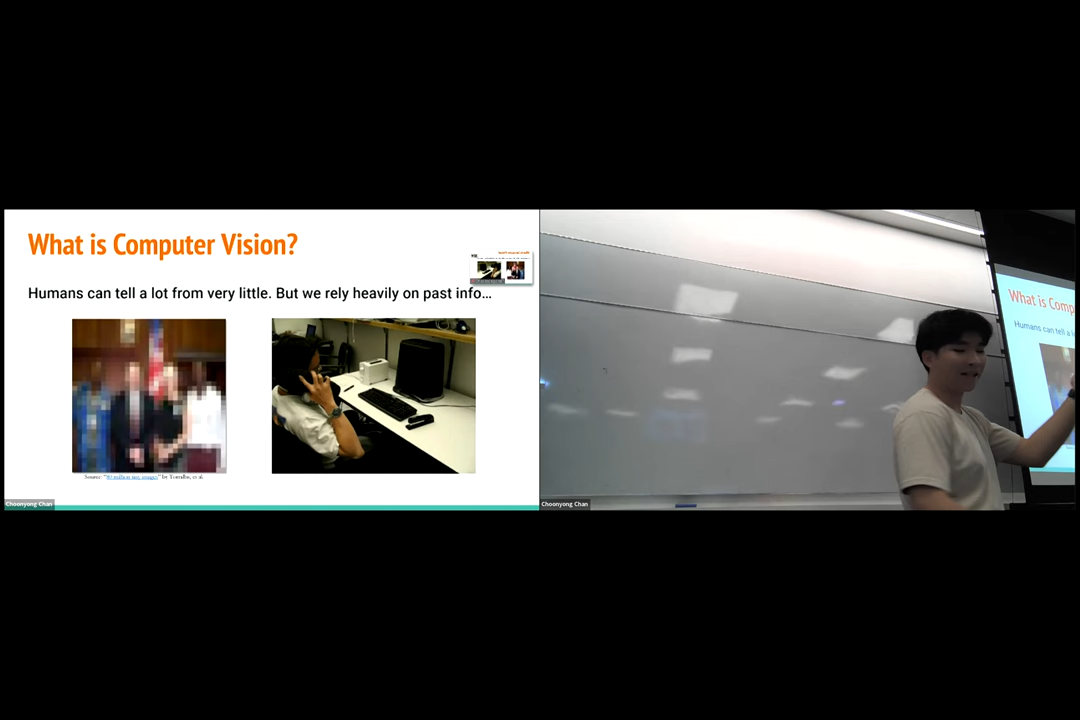 What is Computer Vision?
Humans can tell a lot from very little. But we rely heavily on past info...
Source: "80 million tiny images" by Torralba, et al.
Choonyong Chan
What is Comp
Humans can tell a l
Choonyong Chan